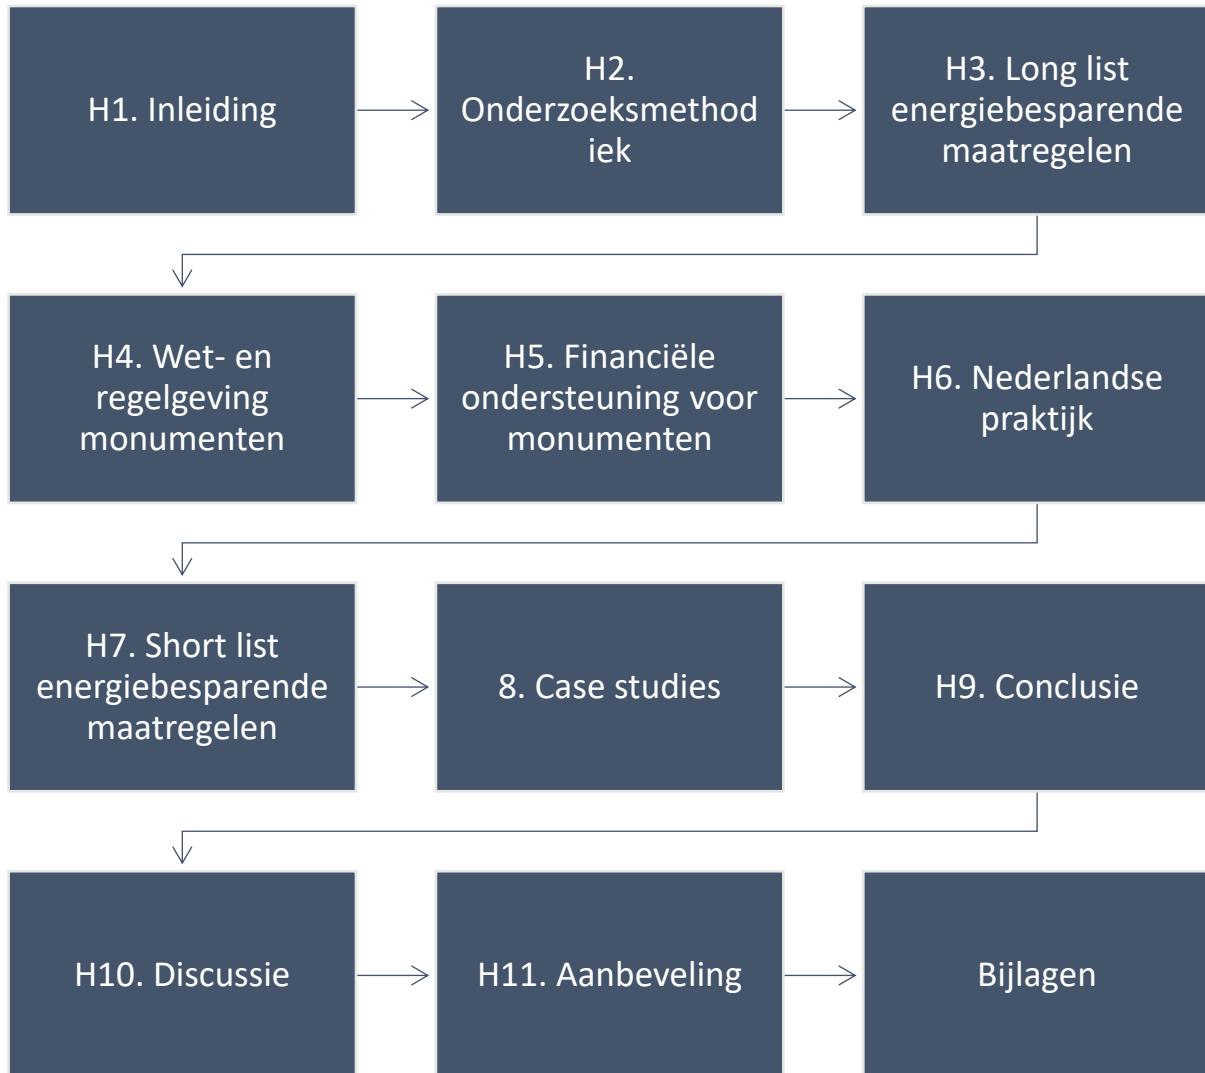 H1. Inleiding
H2.
Onderzoeksmethod
iek
H3. Long list
energiebesparende
maatregelen
H4. Wet- en
regelgeving
monumenten
H5. Financiële
ondersteuning voor
monumenten
H6. Nederlandse
praktijk
H7. Short list
energiebesparende
maatregelen
8. Case studies
H9. Conclusie
H10. Discussie
H11. Aanbeveling
Bijlagen